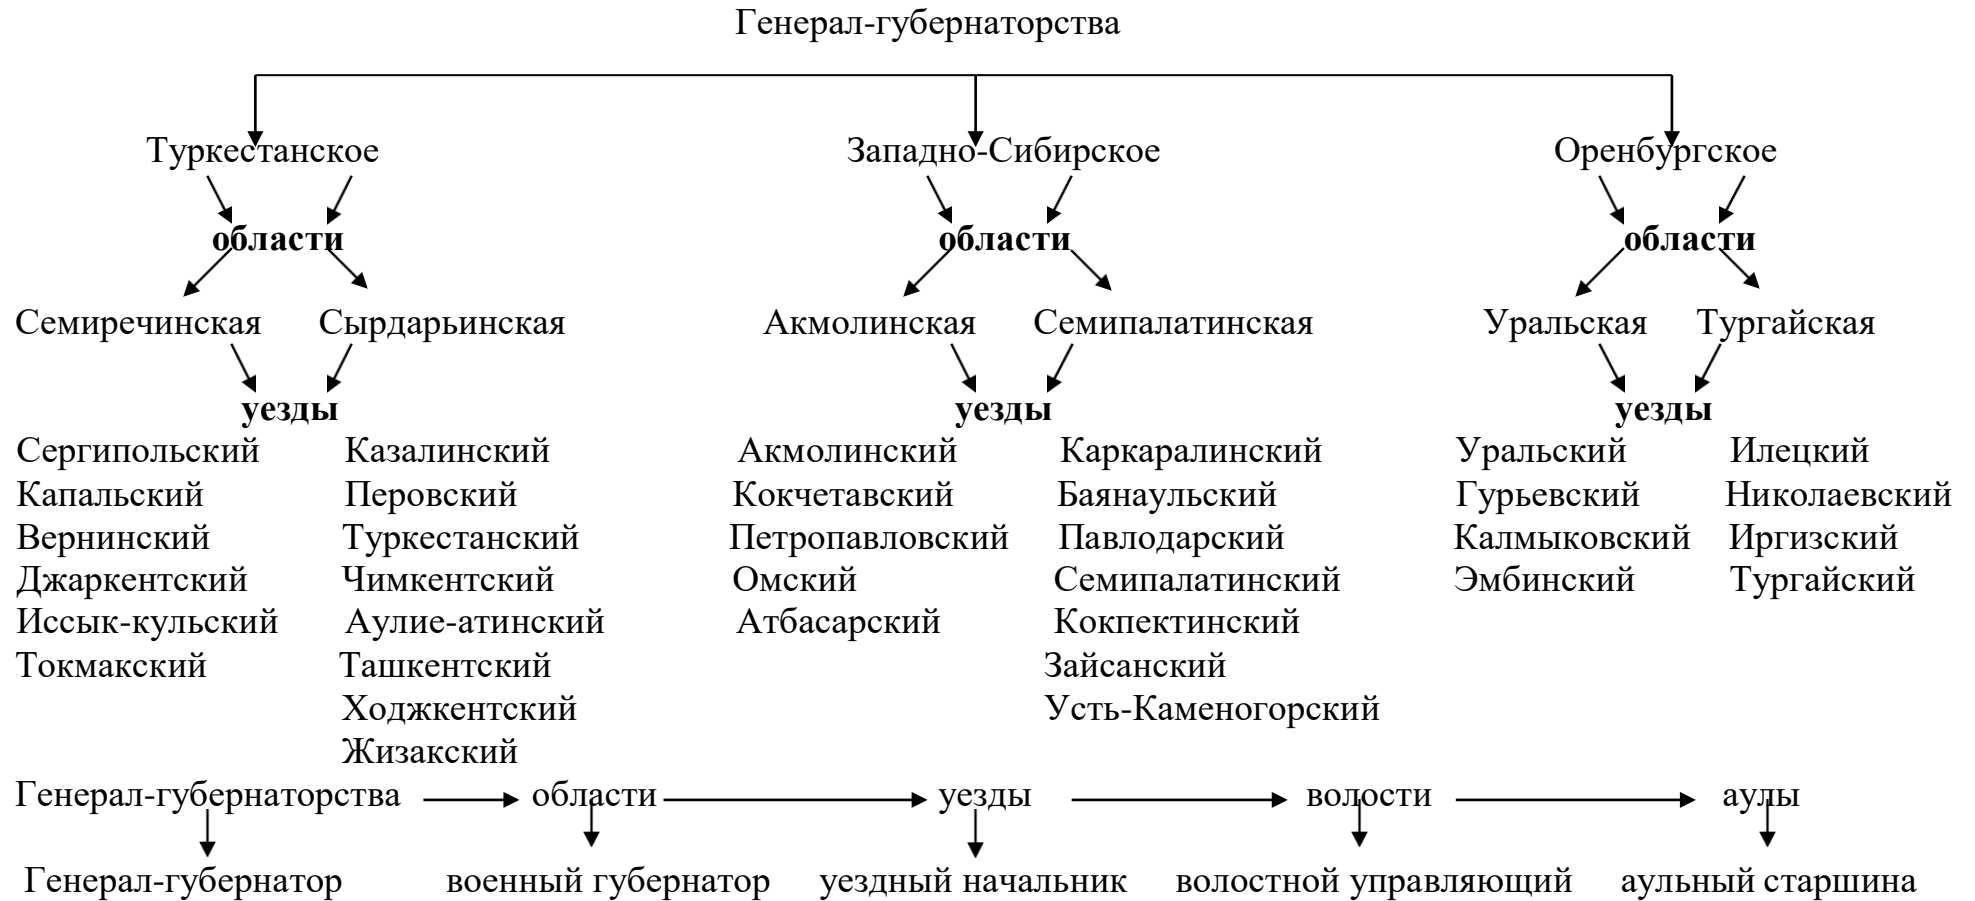 Генерал-губернаторства
Туркестанское Западно-Сибирское Оренбургское
области области области
Семиречинская Сырдарьинская Акмолинская Семипалатинская Уральская Тургайская
уезды уезды уезды
Сергипольский Казалинский Акмолинский Каркаралинский Уральский Илецкий
Капальский Перовский Кокчетавский Баянаульский Гурьевский Николаевский
Вернинский Туркестанский Петропавловский Павлодарский Калмыковский Иргизский
Джаркентский Чимкентский Омский Семипалатинский Эмбинский Тургайский
Иссык-кульский Аулие-атинский Атбасарский Кокпектинский
Токмакский Ташкентский Зайсанский
Ходжкентский Усть-Каменогорский
Жизакский
Генерал-губернаторства области уезды волости аулы
Генерал-губернатор военный губернатор уездный начальник волостной управляющий аульный старшина